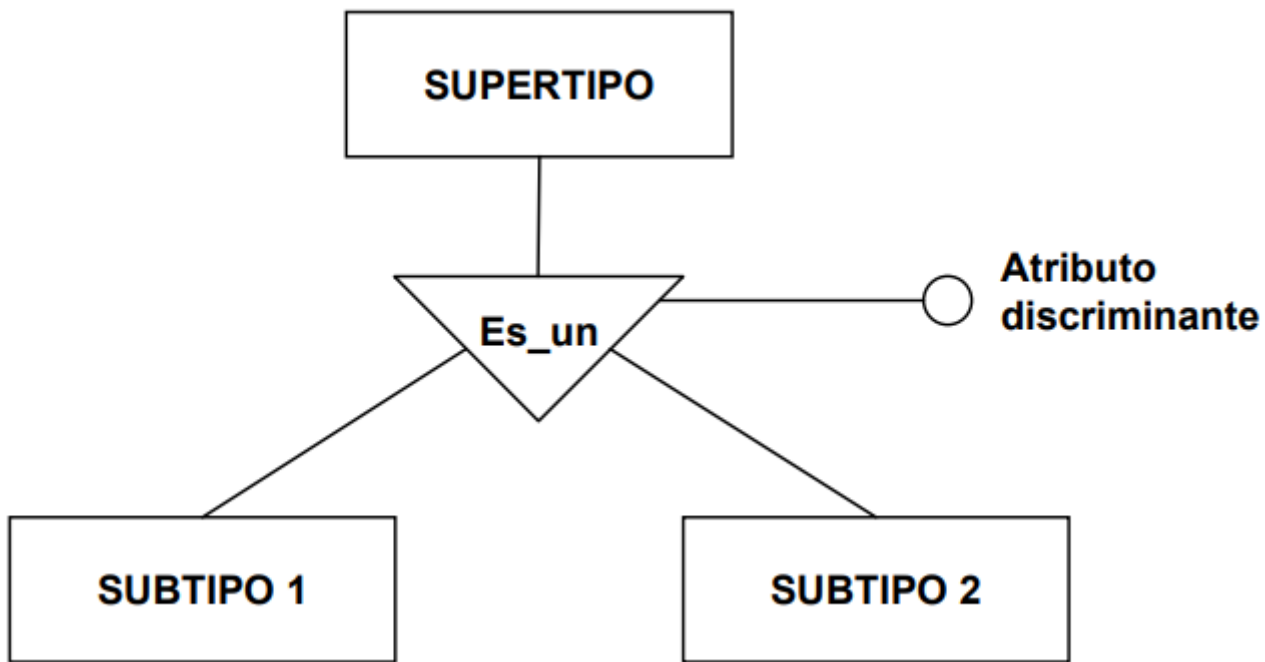 SUPERTIPO
Atributo
discriminante
Es_un
SUBTIPO 1
SUBTIPO 2